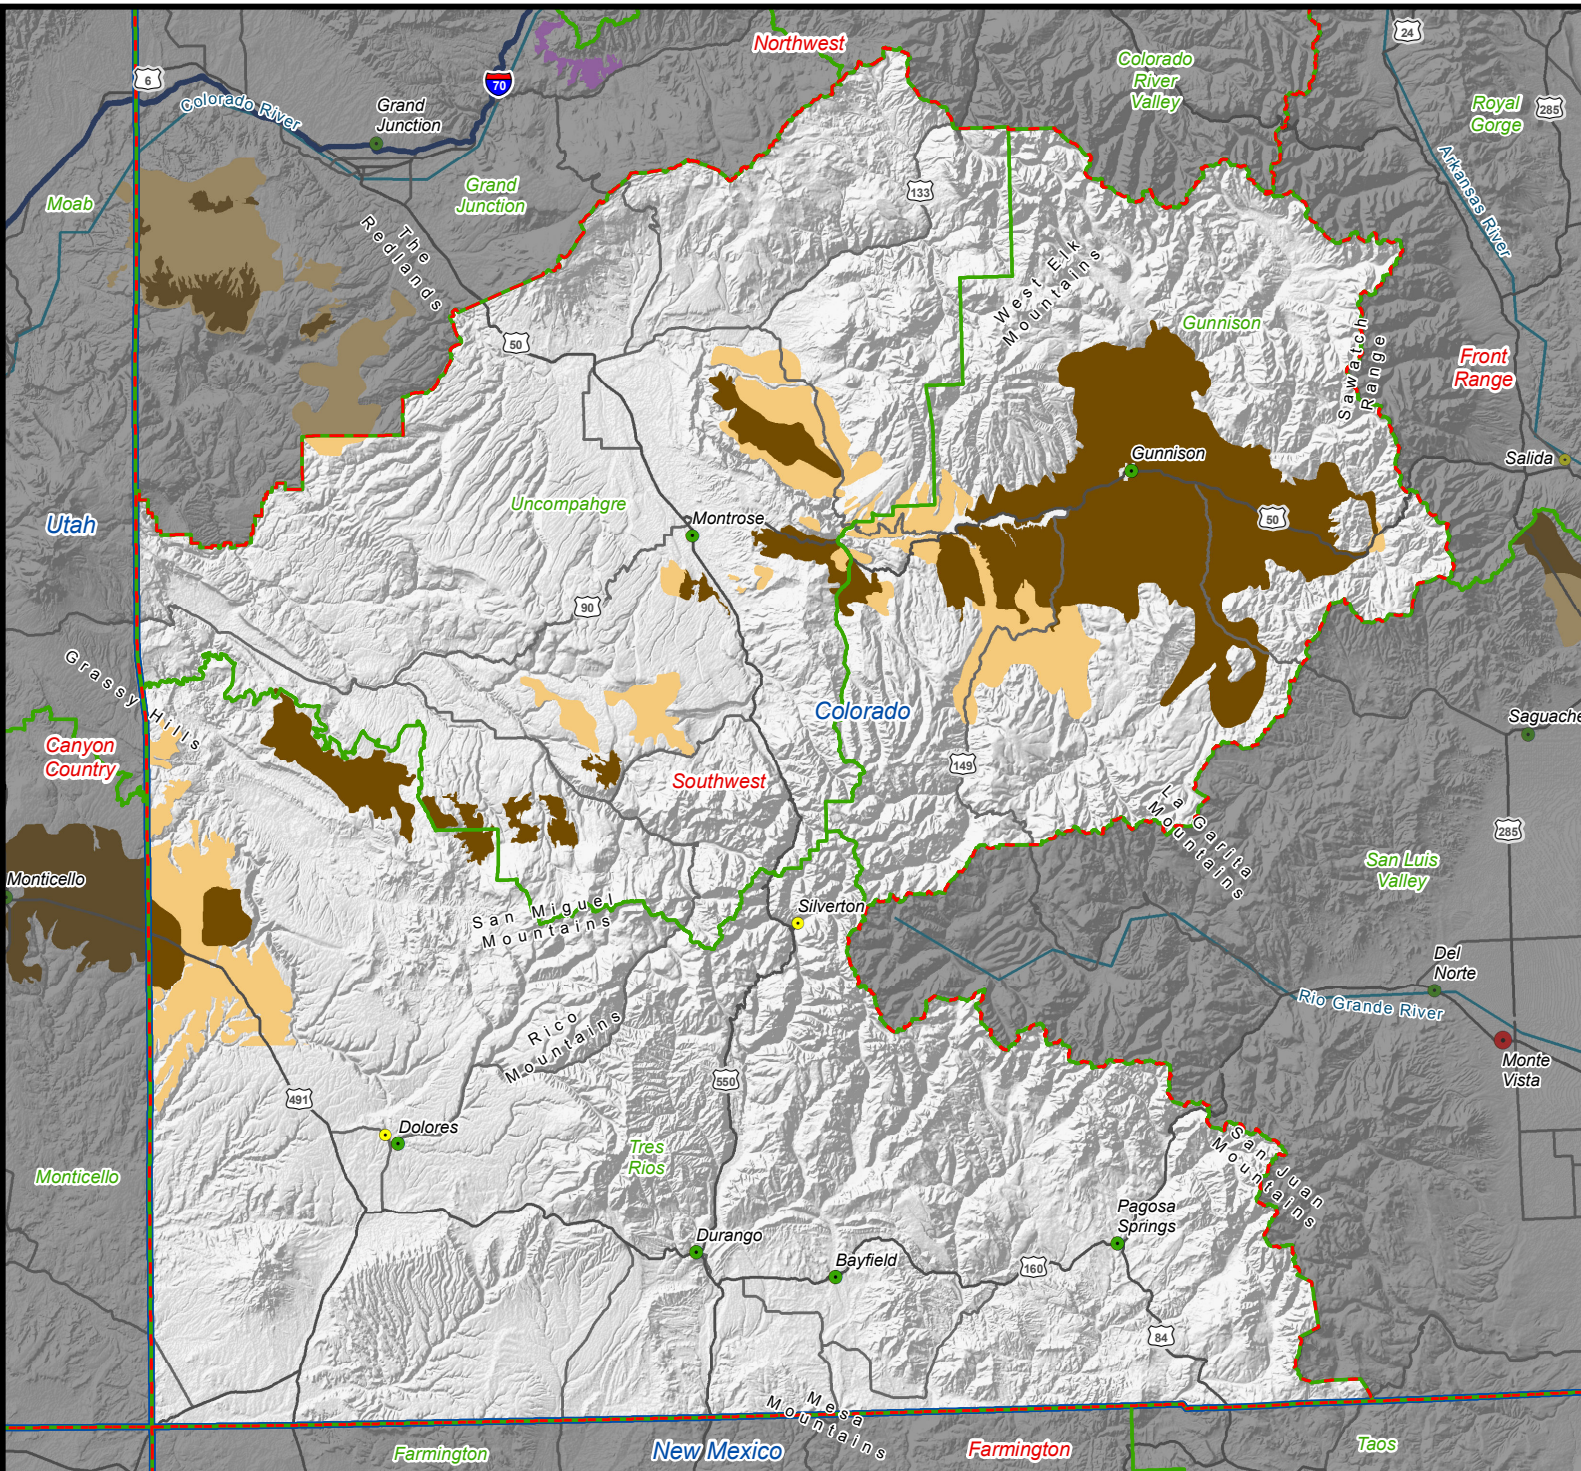 Northwest
24
6
70
Colorado
River
Valley
Colorado River
Grand
Junction
Royal
Gorge
285
Moab
Grand
Junction
133
Arkansas River
The
Redlands
West Elk
Mountains
50
Gunnison
Sawatch
Range
Front
Range
Gunnison
Salida
Utah
Uncompahgre
Montrose
50
90
Grassy Hills
Colorado
Saguache
Canyon
Country
Southwest
149
La Garita
Mountains
285
San Luis
Valley
Monticello
San Miguel
Mountains
Silverton
Del
Norte
Rio Grande River
Rico
Mountains
Monte
Vista
550
491
Dolores
Tres
Rios
San Juan
Mountains
Monticello
Pagosa
Springs
Durango
Bayfield
160
84
Mesa
Mountains
Farmington
New Mexico
Farmington
Taos